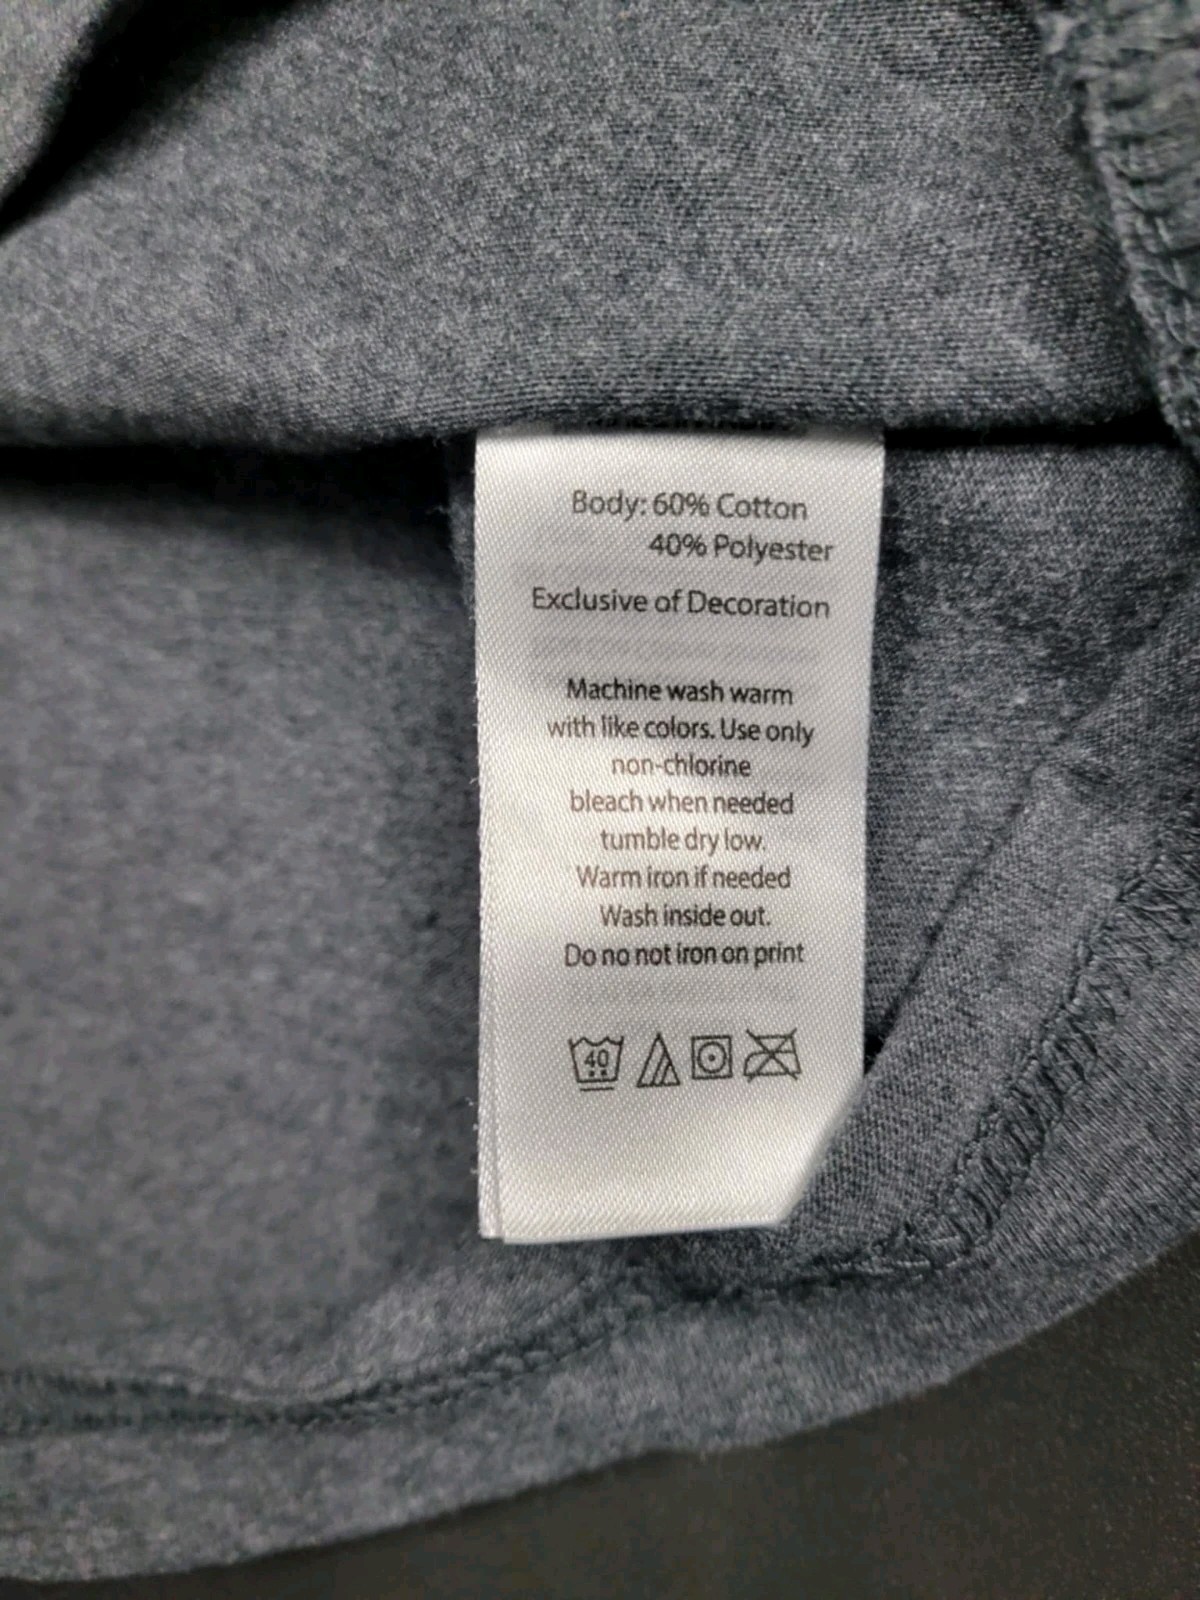 Body: 60% Cotton
40% Polyester
Exclusive of Decoration
Machine wash warm
with like colors. Use only
non-chlorine
bleach when needed
tumble dry low.
Warm iron if needed
Wash inside out.
Do no not iron on print
40